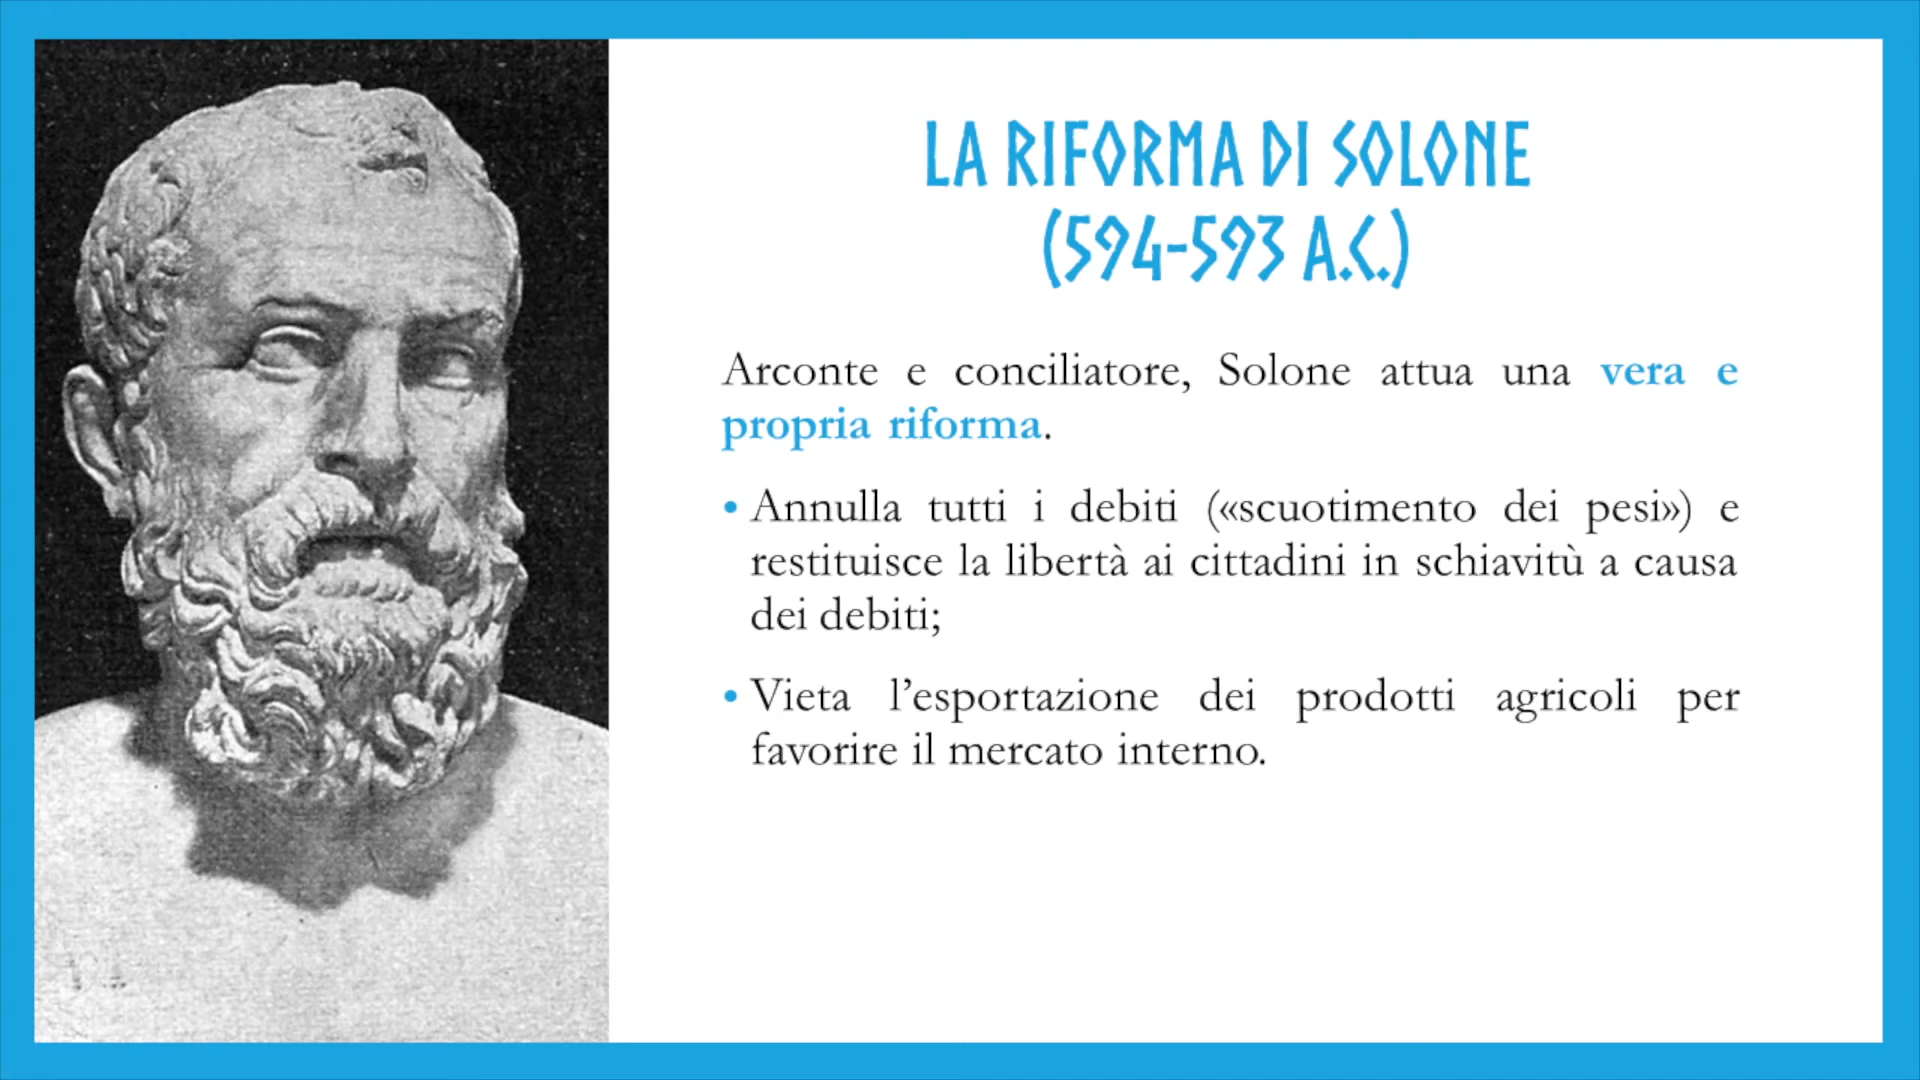 LA RIFORMA DI SOLONE
(594-593 A.C.)
Arconte e conciliatore, Solone attua una vera e
propria riforma.
• Annulla tutti i debiti («scuotimento dei pesi») e
restituisce la libertà ai cittadini in schiavitù a causa
dei debiti;
• Vieta l’esportazione dei prodotti agricoli per
favorire il mercato interno.